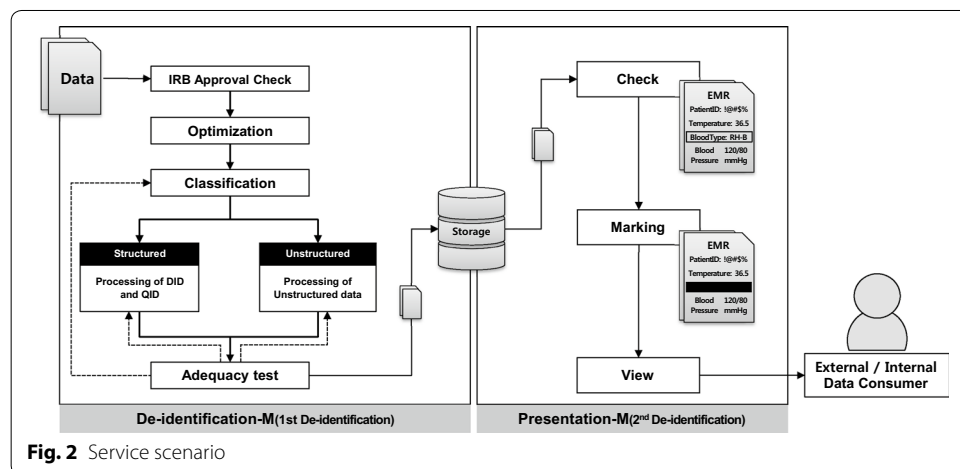 Data
IRB Approval Check
Optimization
Classification
Structured
Processing of DID
and QID
Unstructured
Processing of
Unstructured data
Adequacy test
De-identification-M(1st De-identification)
Storage
Check
EMR
PatientID: !@#$%
Temperature: 36.5
BloodType: RH-B
Blood 120/80
Pressure mmHg
Marking
EMR
PatientID: !@#$%
Temperature: 36.5
Blood 120/80
Pressure mmHg
View
Presentation-M(2nd De-identification)
External / Internal
Data Consumer
Fig. 2 Service scenario